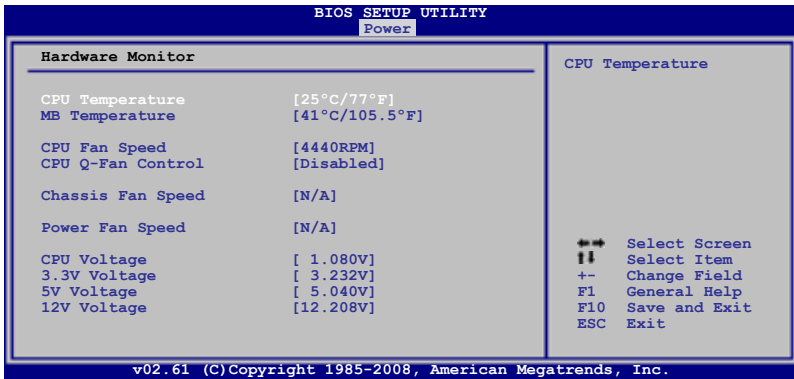 BIOS SETUP UTILITY
Power
Hardware Monitor
CPU Temperature [25°C/77°F]
MB Temperature [41°C/105.5°F]
CPU Fan Speed [4440RPM]
CPU Q-Fan Control [Disabled]
Chassis Fan Speed [N/A]
Power Fan Speed [N/A]
CPU Voltage [ 1.080V]
3.3V Voltage [ 3.232V]
5V Voltage [ 5.040V]
12V Voltage [12.208V]
CPU Temperature
←→ Select Screen
↑↓ Select Item
+- Change Field
F1 General Help
F10 Save and Exit
ESC Exit
v02.61 (C)Copyright 1985-2008, American Megatrends, Inc.